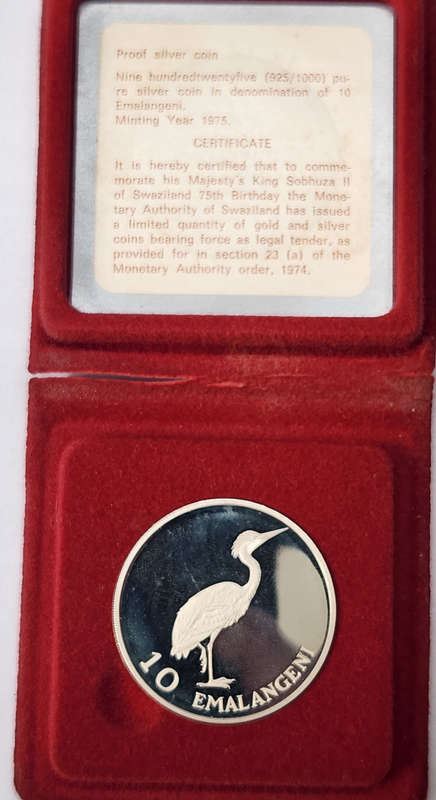 Proof silver coin
Nine hundredtwentyfive (925/1000) pu-
re silver coin in denomination of 10
Emalangeni.
Minting Year 1975.
CERTIFICATE
It is hereby certified that to comme-
morate his Majesty's King Sobhuza II
of Swaziland 75th Birthday the Mone-
tary Authority of Swaziland has issued
a limited quantity of gold and silver
coins bearing force as legal tender, as
provided for in section 23 (a) of the
Monetary Authority order, 1974.
10 EMALANGENI